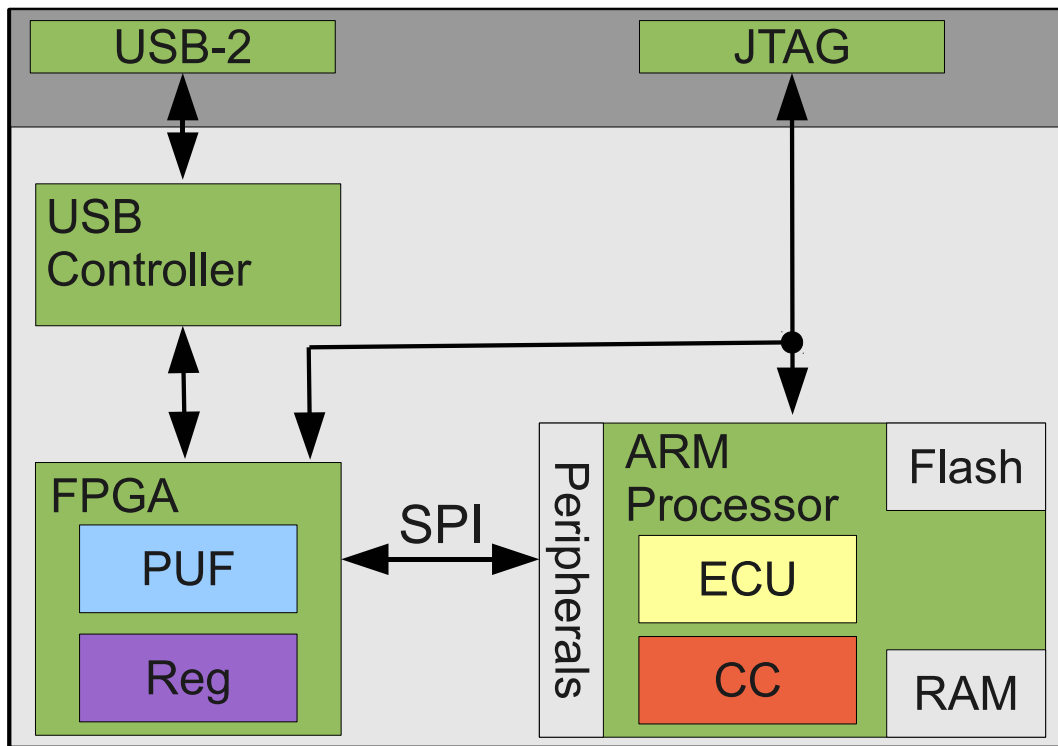 USB-2
JTAG
USB
Controller
FPGA
PUF
Reg
SPI
Peripherals
ARM
Processor
ECU
CC
Flash
RAM